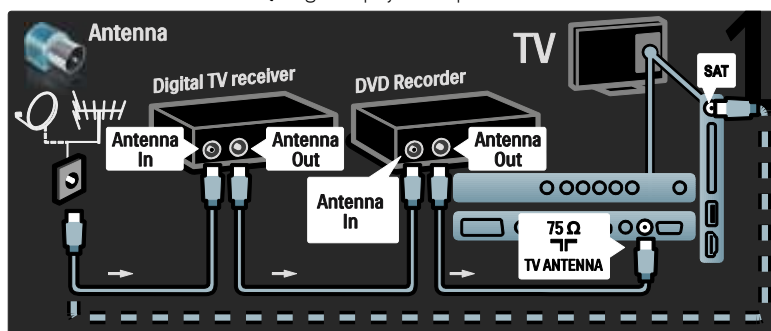 1
Antenna
TV
SAT
Digital TV receiver
DVD Recorder
Antenna
In
Antenna
Out
Antenna
In
Antenna
Out
75 Ω
TV ANTENNA